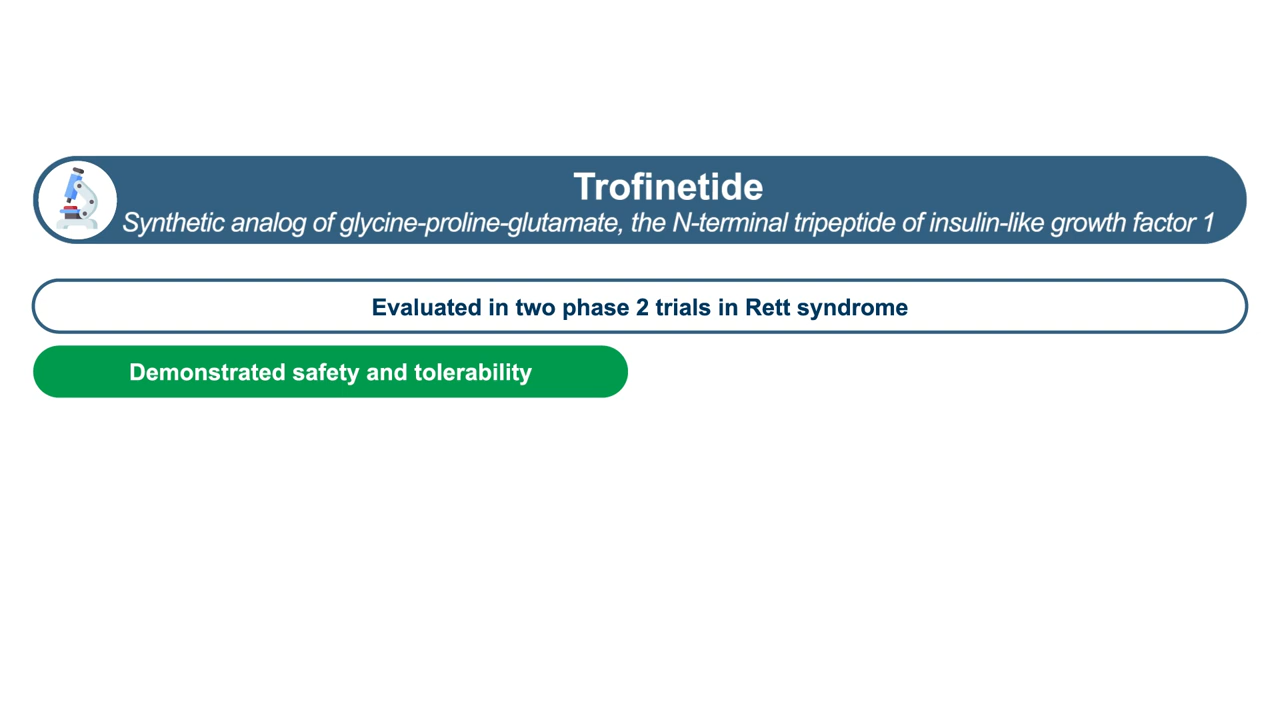 Trofinetide
Synthetic analog of glycine-proline-glutamate, the N-terminal tripeptide of insulin-like growth factor 1
Evaluated in two phase 2 trials in Rett syndrome
Demonstrated safety and tolerability